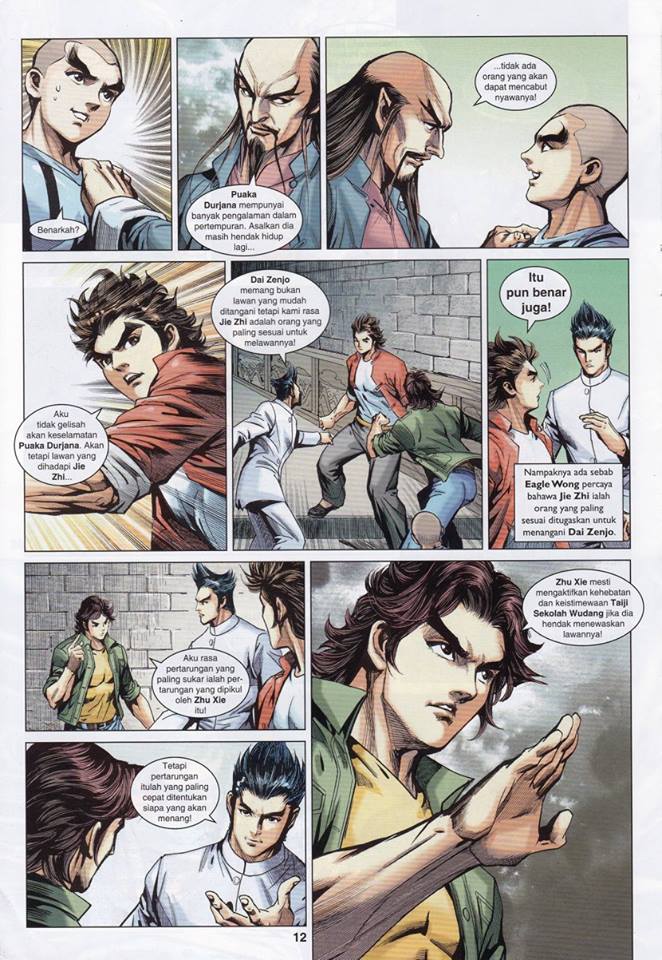 Benarkah?
Puaka
Durjana mempunyai
banyak pengalaman dalam
pertempuran. Asalkan dia
masih hendak hidup
lagi...
...tidak ada
orang yang akan
dapat mencabut
nyawanya!
Aku
tidak gelisah
akan keselamatan
Puaka Durjana. Akan
tetapi lawan yang
dihadapi Jie
Zhi...
Dai Zenjo
memang bukan
lawan yang mudah
ditangani tetapi kami rasa
Jie Zhi adalah orang yang
paling sesuai untuk
melawannya!
Itu
pun benar
juga!
Nampaknya ada sebab
Eagle Wong percaya
bahawa Jie Zhi ialah
orang yang paling
sesuai ditugaskan untuk
menangani Dai Zenjo.
Aku rasa
pertarungan yang
paling sukar ialah per-
tarungan yang dipikul
oleh Zhu Xie
itu!
Zhu Xie mesti
mengaktifkan kehebatan
dan keistimewaan Taiji
Sekolah Wudang jika dia
hendak menewaskan
lawannya!
Tetapi
pertarungan
itulah yang paling
cepat ditentukan
siapa yang akan
menang!
12